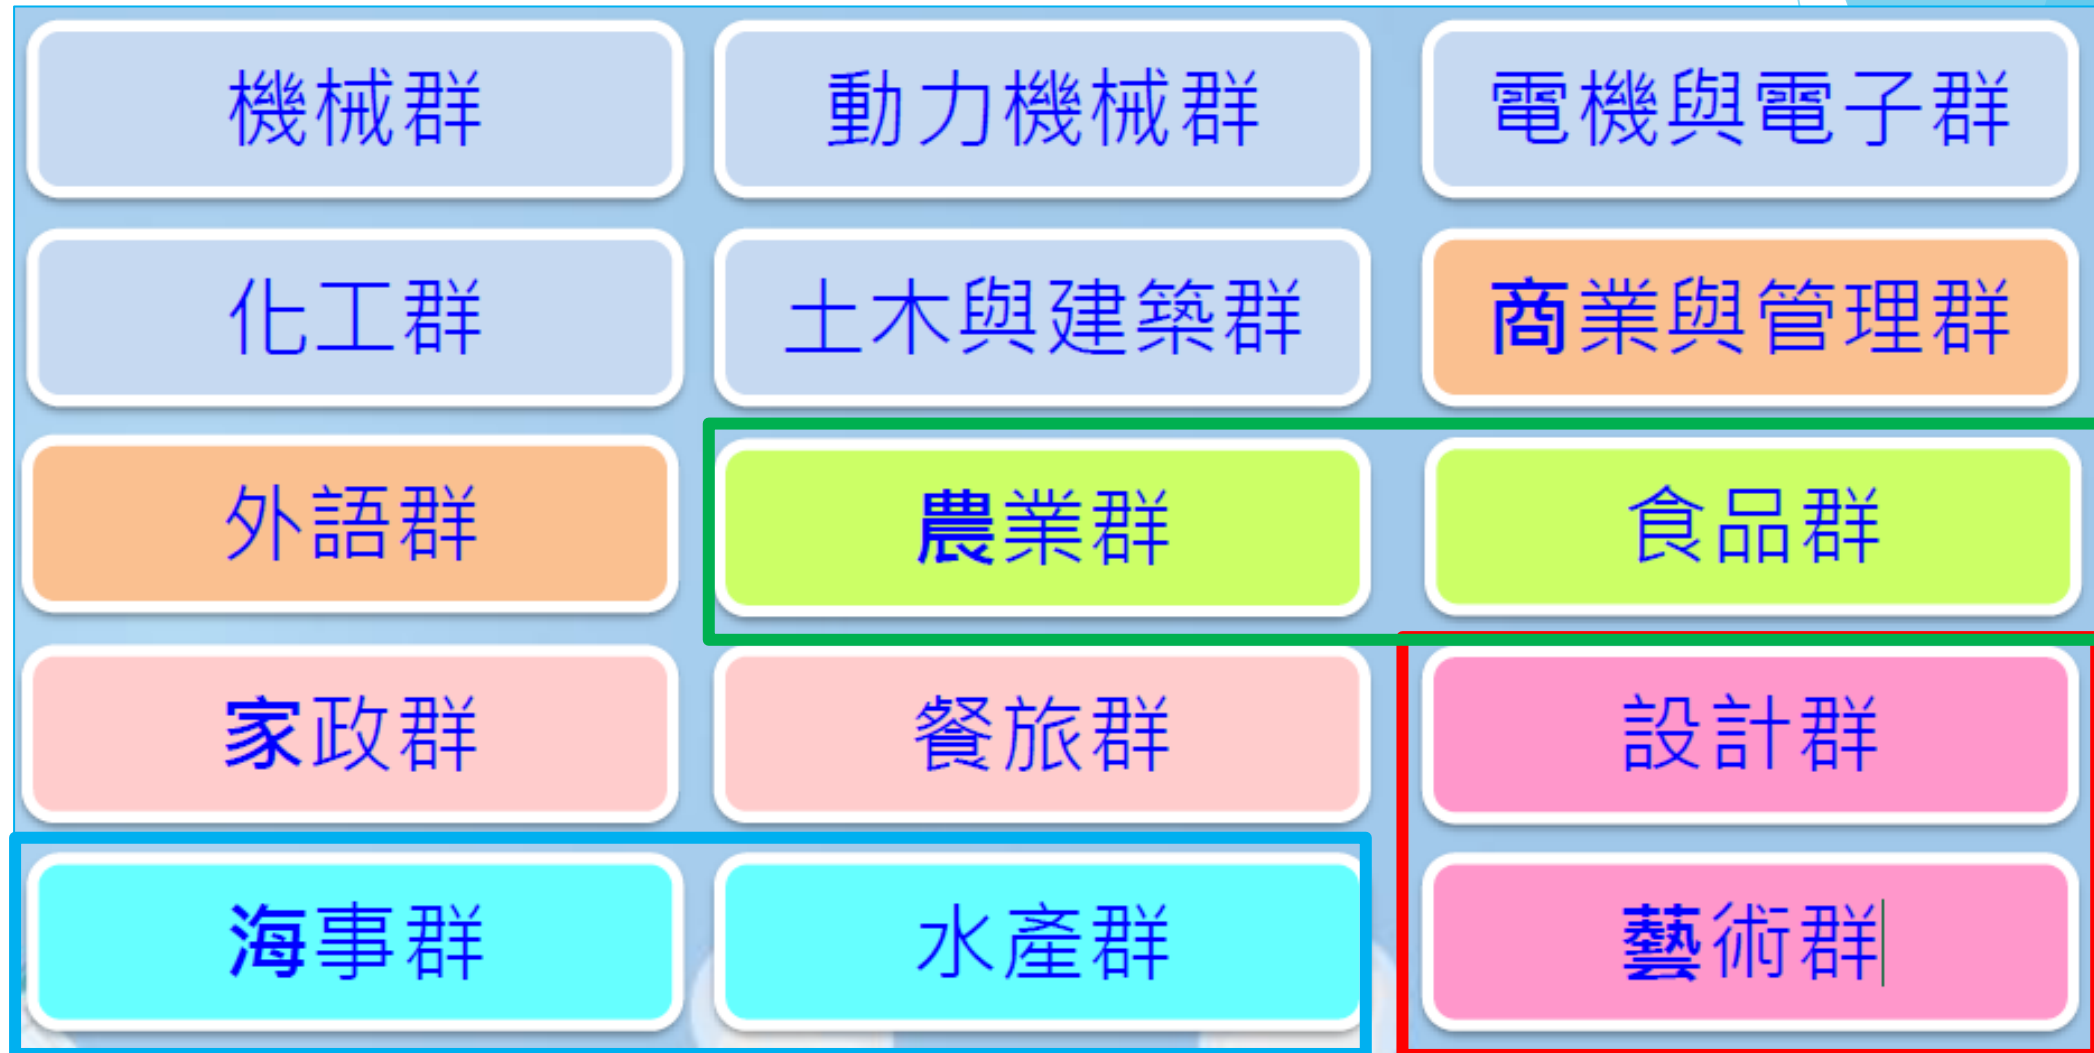 機械群
動力機械群
電機與電子群
化工群
土木與建築群
商業與管理群
外語群
農業群
食品群
家政群
餐旅群
設計群
海事群
水產群
藝術群